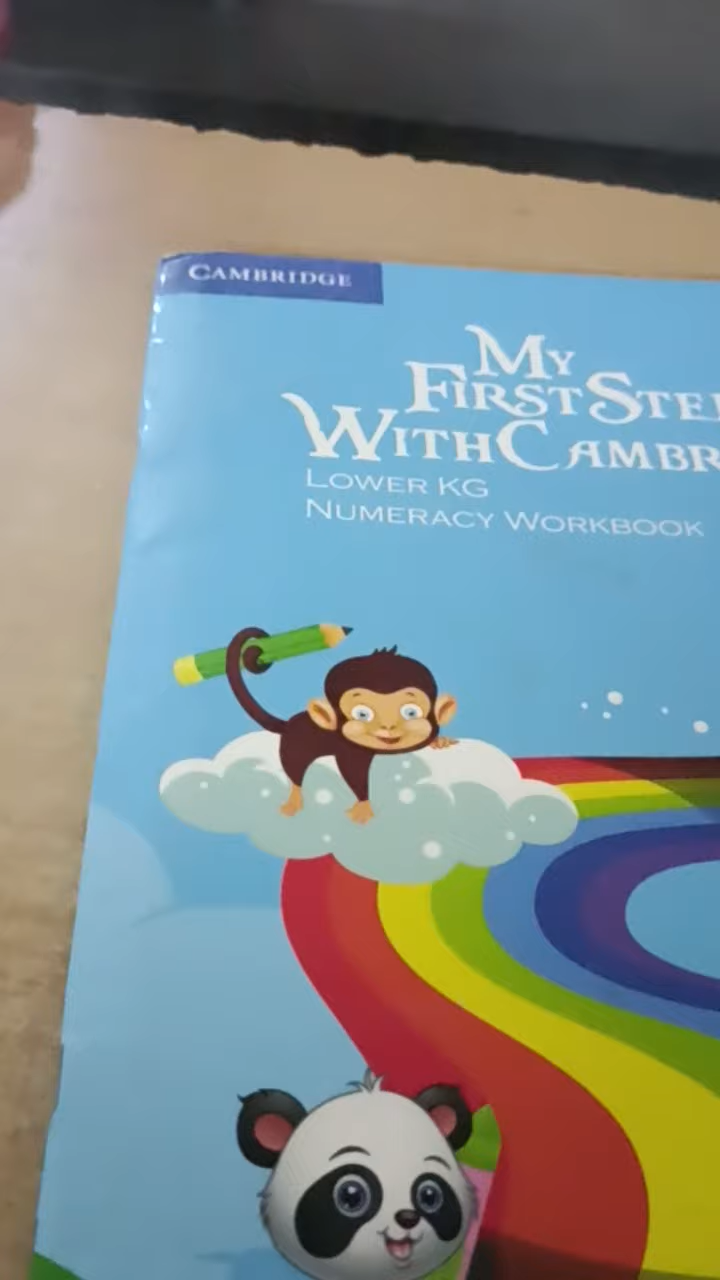 CAMBRIDGE
MY
FIRST STE
WITH CAMBR
LOWER KG
NUMERACY WORKBOOK